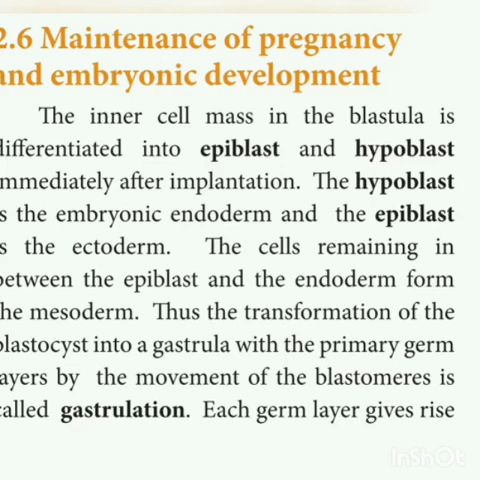 2.6 Maintenance of pregnancy
and embryonic development
The inner cell mass in the blastula is
differentiated into epiblast and hypoblast
immediately after implantation. The hypoblast
is the embryonic endoderm and the epiblast
is the ectoderm. The cells remaining in
between the epiblast and the endoderm form
the mesoderm. Thus the transformation of the
blastocyst into a gastrula with the primary germ
layers by the movement of the blastomeres is
called gastrulation. Each germ layer gives rise
InShOt